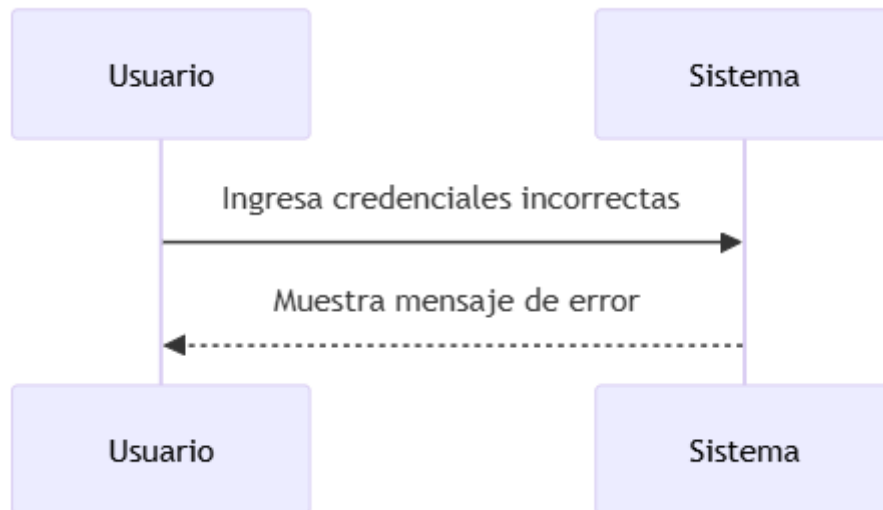 Usuario
Sistema
Ingresa credenciales incorrectas
Muestra mensaje de error
Usuario
Sistema